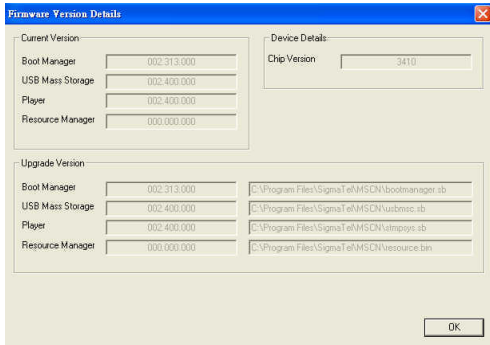 Firmware Version Details
Current Version
Boot Manager 002.313.000
USB Mass Storage 002.400.000
Player 002.400.000
Resource Manager 000.000.000
Device Details
Chip Version 3410
Upgrade Version
Boot Manager 002.313.000 C:\Program Files\SigmaTel\MSCN\bootmanager.sb
USB Mass Storage 002.400.000 C:\Program Files\SigmaTel\MSCN\usbmsc.sb
Player 002.400.000 C:\Program Files\SigmaTel\MSCN\stmpsys.sb
Resource Manager 000.000.000 C:\Program Files\SigmaTel\MSCN\resource.bin
OK